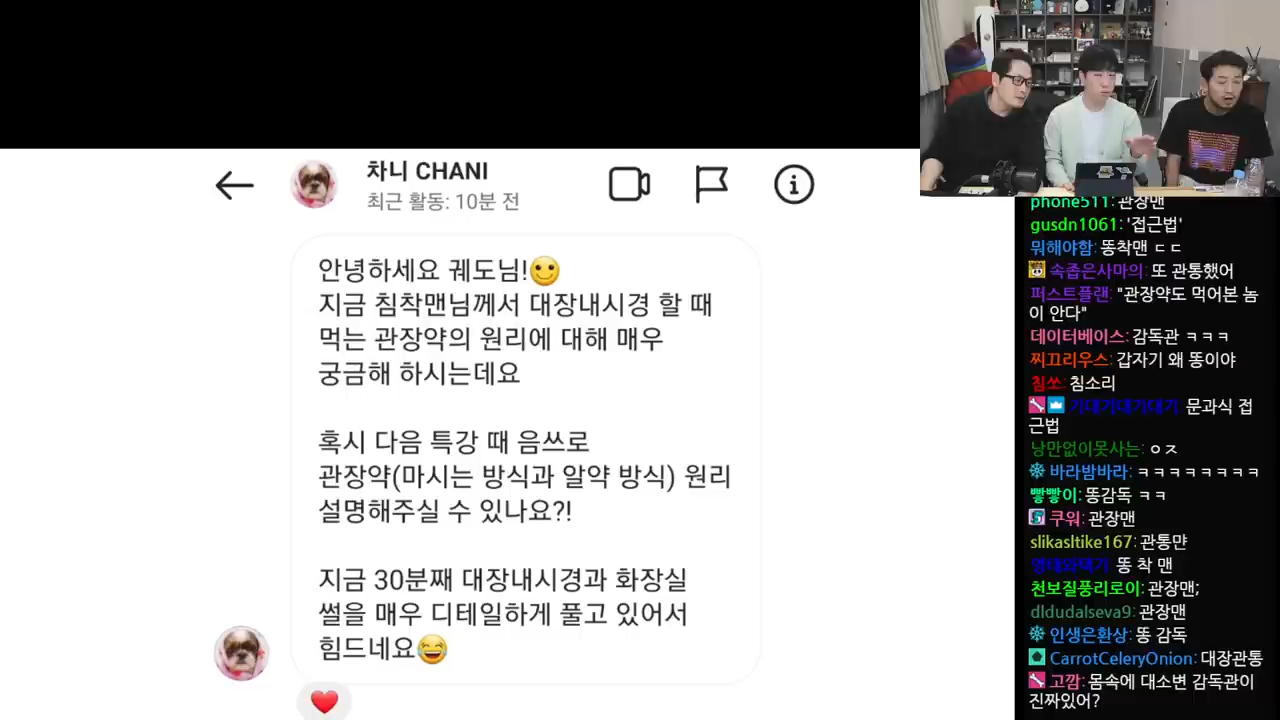 차니 CHANI
최근 활동: 10분 전
안녕하세요 궤도님!🙂
지금 침착맨님께서 대장내시경 할 때
먹는 관장약의 원리에 대해 매우
궁금해 하시는데요
혹시 다음 특강 때 음쓰로
관장약(마시는 방식과 알약 방식) 원리
설명해주실 수 있나요?!
지금 30분째 대장내시경과 화장실
썰을 매우 디테일하게 풀고 있어서
힘드네요😅
phone511: 관장맨
gusdn1061: '접근법'
뭐해야함: 똥착맨 ㄷㄷ
속좁은사마의: 또 관통했어
퍼스트플랜: "관장약도 먹어본 놈
이 안다"
데이터베이스: 감독관 ㅋㅋㅋ
찌끄리우스: 갑자기 왜 똥이야
침쏘: 침소리
기대기대기대기 문과식 접
근법
낭만없이못사는: ㅇㅈ
바라밤바라: ㅋㅋㅋㅋㅋㅋㅋㅋ
빻빻이: 똥감독 ㅋㅋ
쿠워: 관장맨
slikasltike167: 관통먄
똥 착 맨
천보질풍리로이: 관장맨;
dldudalseva9: 관장맨
인생은환상: 똥 감독
CarrotCeleryOnion: 대장관통
고깜: 몸속에 대소변 감독관이
진짜있어?